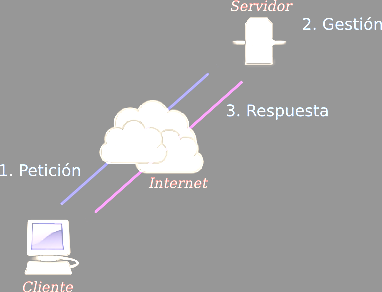 Servidor
2. Gestión
3. Respuesta
1. Petición
Internet
Cliente